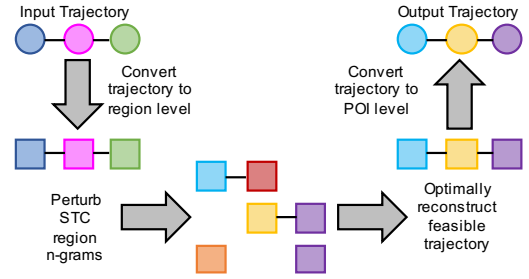 Input Trajectory
Output Trajectory
Convert
trajectory to
region level
Convert
trajectory to
POI level
Perturb
STC
region
n-grams
Optimally
reconstruct
feasible
trajectory